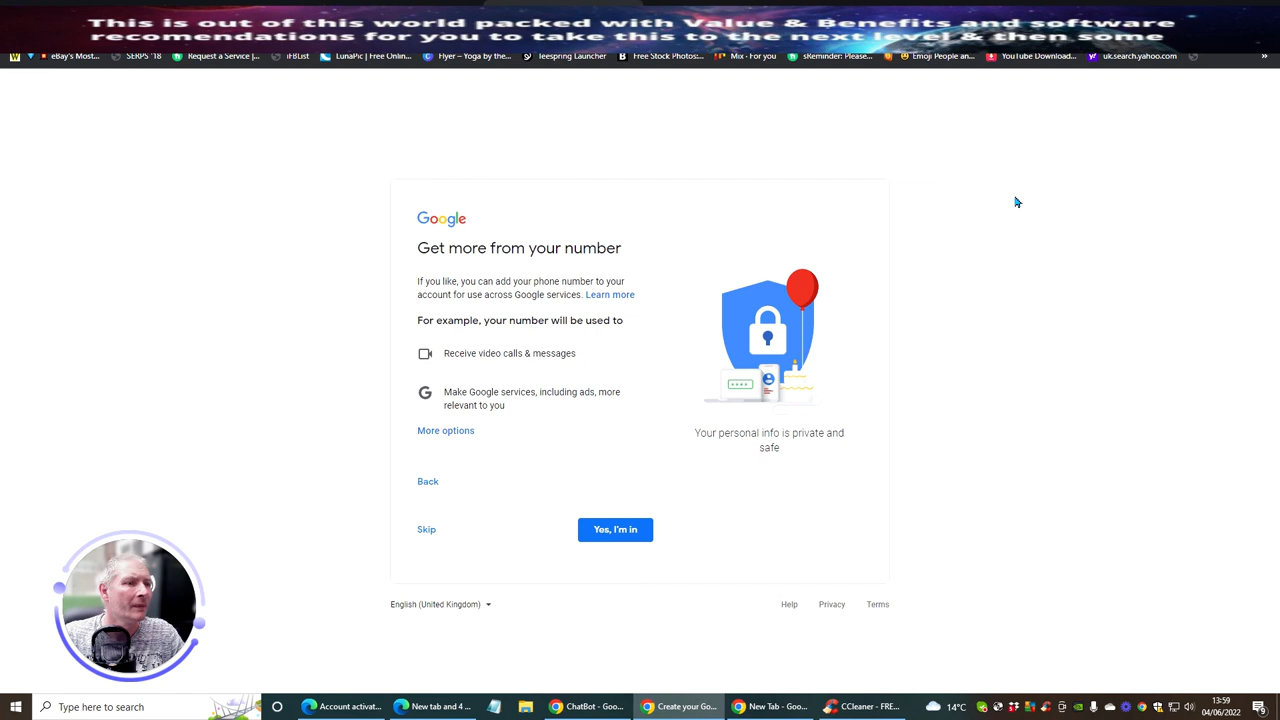 This is out of this world packed with Value & Benefits and software
recomendations for you to take this to the next level & then some
eBay's Most... SERPS '18 Request a Service |... iFBlust LunaPic | Free Onlin... Flyer – Yoga by the... Teespring Launcher Free Stock Photos:... Mix - For you sReminder: Please... Emoji People an... YouTube Download... uk.search.yahoo.com »
Google
Get more from your number
If you like, you can add your phone number to your
account for use across Google services. Learn more
For example, your number will be used to
Receive video calls & messages
Make Google services, including ads, more
relevant to you
More options
Your personal info is private and
safe
Back
Skip Yes, I'm in
English (United Kingdom) Help Privacy Terms
Type here to search Account activat... New tab and 4 ... ChatBot - Goo... Create your Go... New Tab - Goo... CCleaner - FRE... 14°C 13:59
04/06/2022